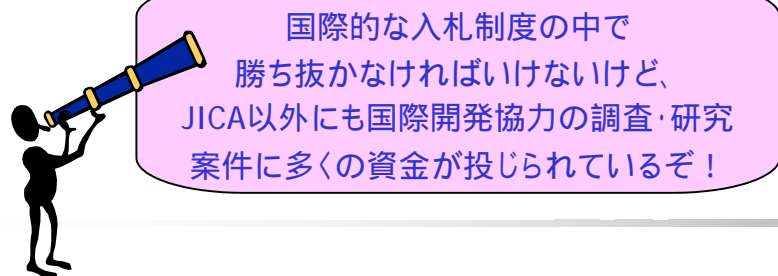 国際的な入札制度の中で
勝ち抜かなければいけないけど、
JICA以外にも国際開発協力の調査・研究
案件に多くの資金が投じられているぞ！